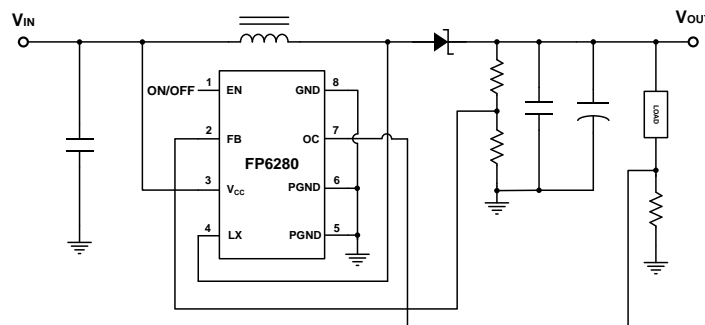 VIN
VOUT
ON/OFF
1
EN
GND
8
2
FB
OC
7
FP6280
3
VCC
PGND
6
4
LX
PGND
5
LOAD